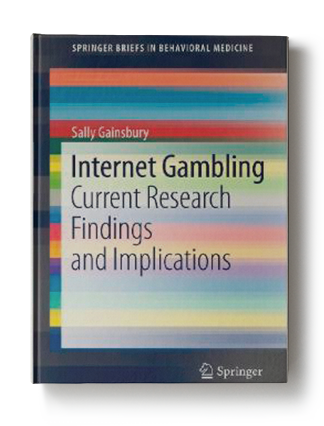 SPRINGER BRIEFS IN BEHAVIORAL MEDICINE
Sally Gainsbury
Internet Gambling
Current Research
Findings
and Implications
Springer